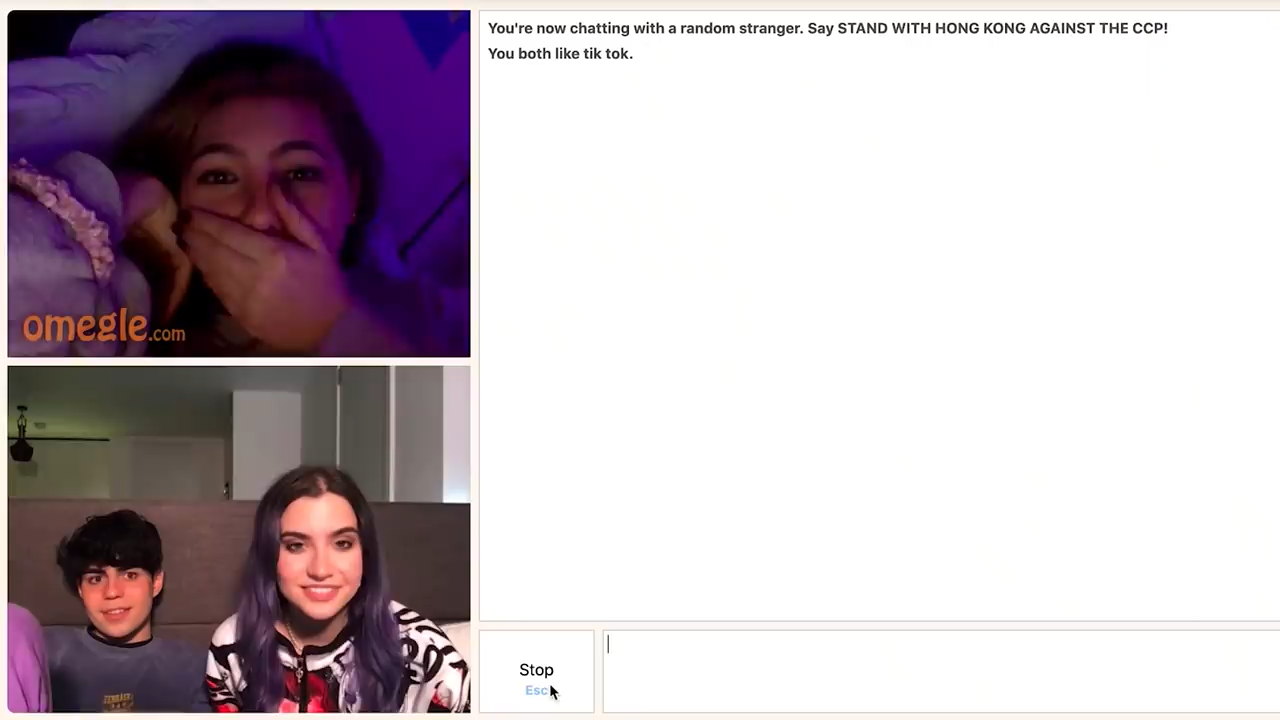 You're now chatting with a random stranger. Say STAND WITH HONG KONG AGAINST THE CCP!
You both like tik tok.
omegle.com
Stop
Esc